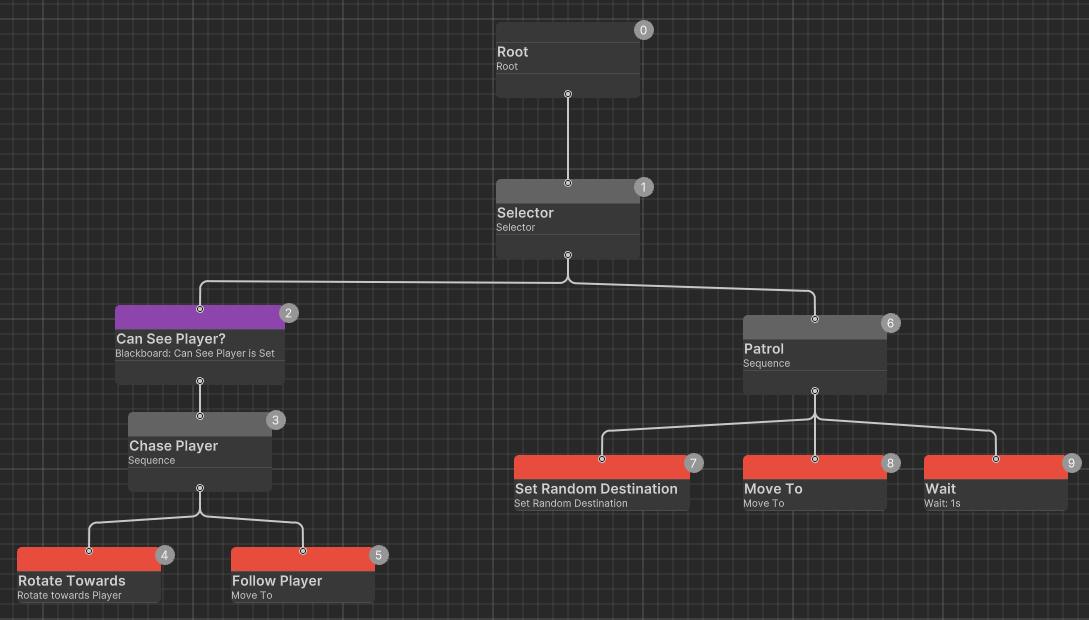 0
Root
Root
1
Selector
Selector
2
Can See Player?
Blackboard: Can See Player is Set
6
Patrol
Sequence
3
Chase Player
Sequence
7
Set Random Destination
Set Random Destination
8
Move To
Move To
9
Wait
Wait: 1s
4
Rotate Towards
Rotate towards Player
5
Follow Player
Move To